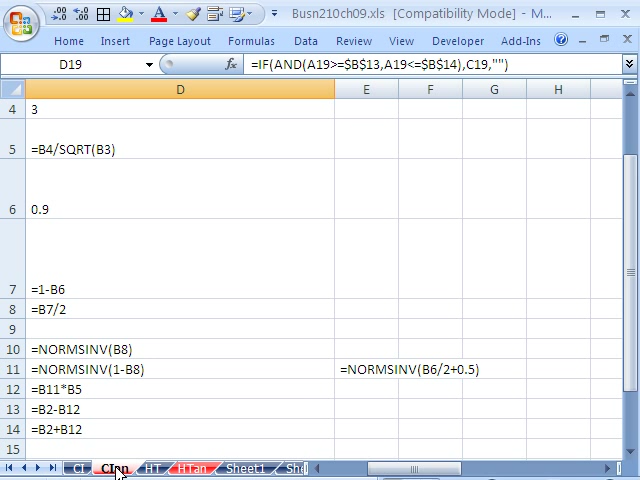 Busn210ch09.xls [Compatibility Mode] - M...
Home Insert Page Layout Formulas Data Review View Developer Add-Ins
D19 fx =IF(AND(A19>=$B$13,A19<=$B$14),C19,"")
D E F G H
4 3
5 =B4/SQRT(B3)
6 0.9
7 =1-B6
8 =B7/2
9
10 =NORMSINV(B8)
11 =NORMSINV(1-B8) =NORMSINV(B6/2+0.5)
12 =B11*B5
13 =B2-B12
14 =B2+B12
15
CI CIan HT HTan Sheet1 She